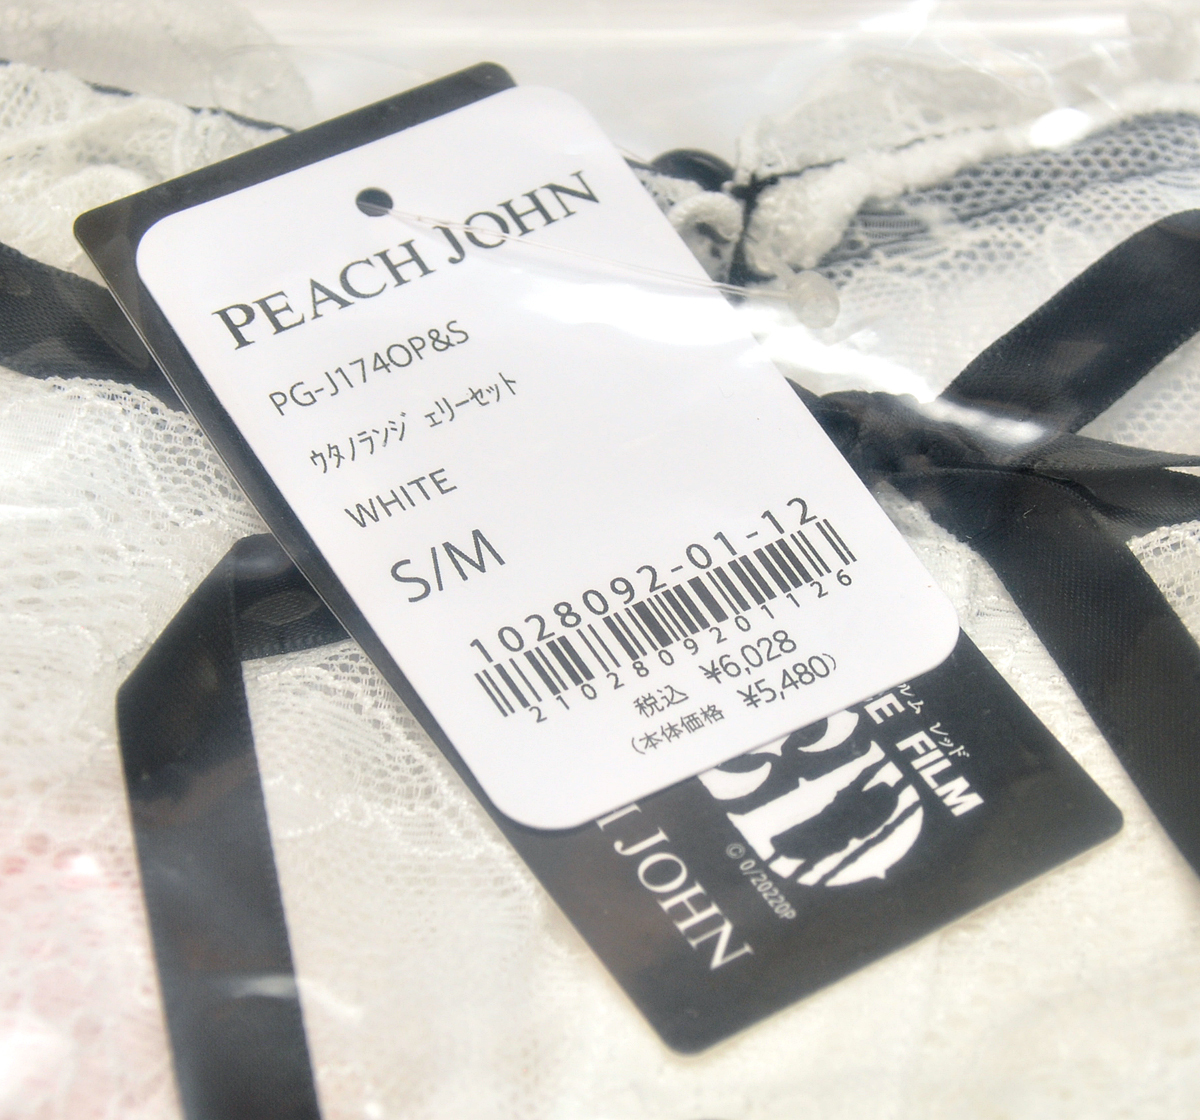 PEACH JOHN
PG-J174OP&S
ウタノランジ ェリーセット
WHITE
S/M
1028092-01-12
2102809201126
税込 ¥6,028
(本体価格 ¥5,480)
ルム レッド
E FILM
RED
© O/2022OP
H JOHN